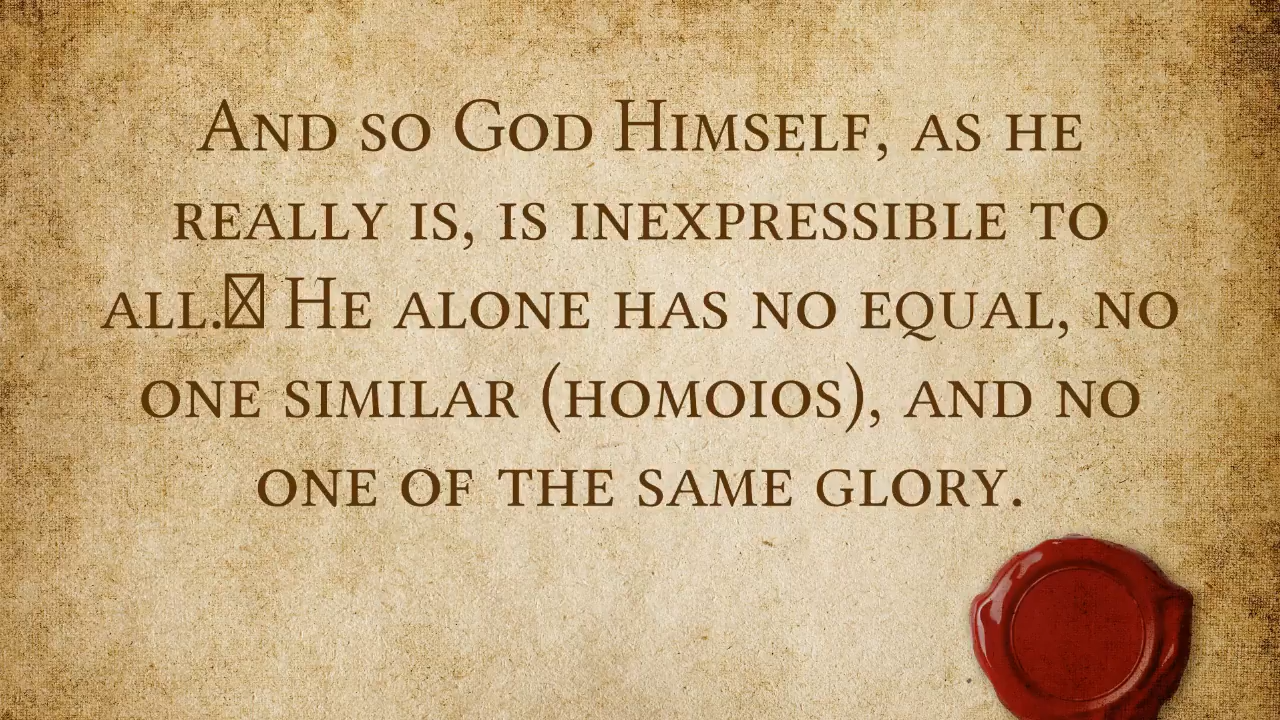 And so God Himself, as he
really is, is inexpressible to
all. He alone has no equal, no
one similar (homoios), and no
one of the same glory.